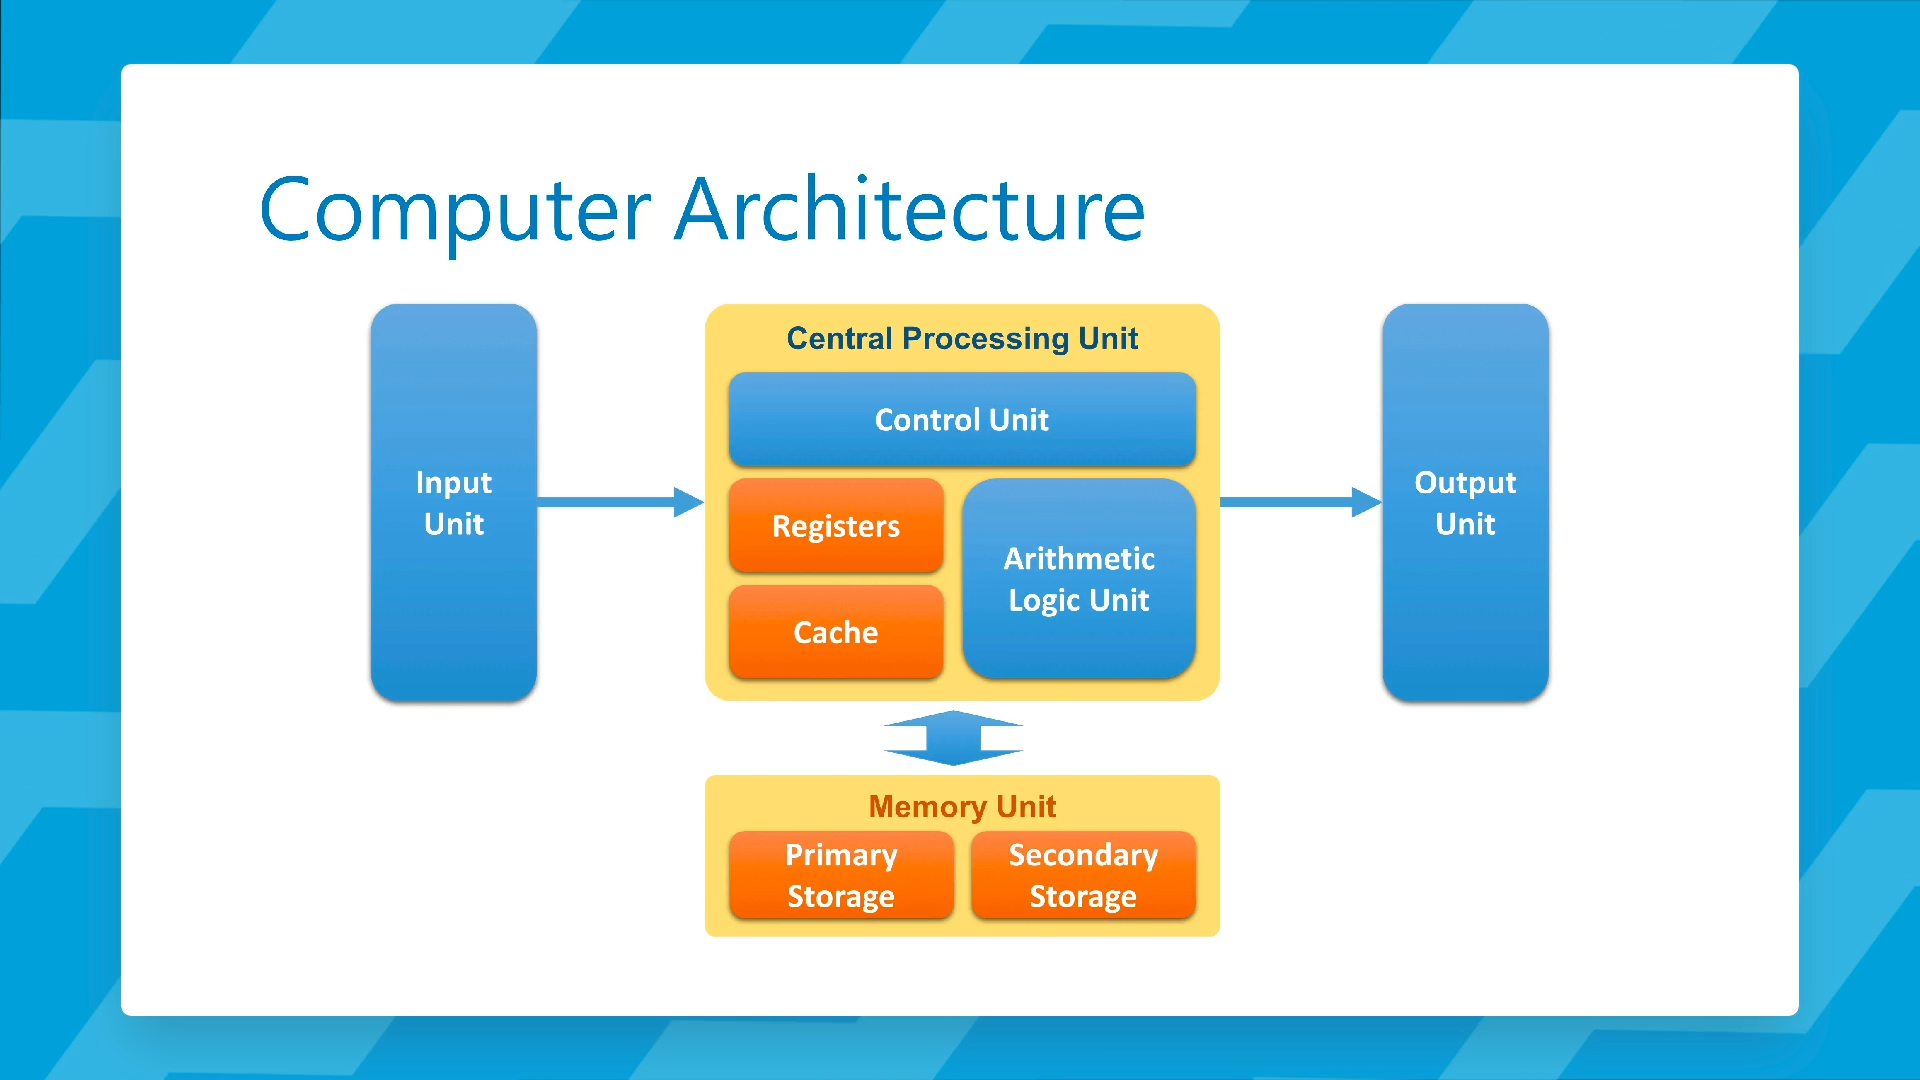 Computer Architecture
Input
Unit
Central Processing Unit
Control Unit
Registers
Cache
Arithmetic
Logic Unit
Output
Unit
Memory Unit
Primary
Storage
Secondary
Storage